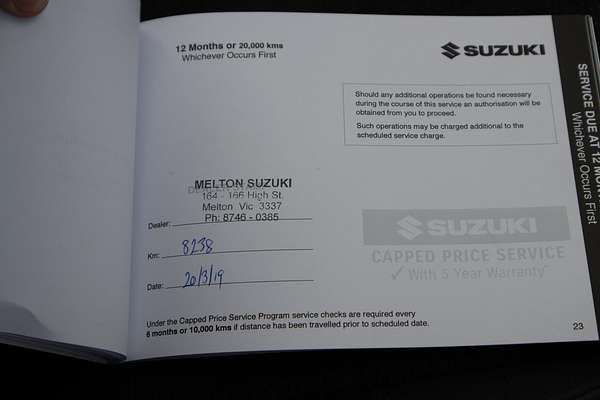 12 Months or 20,000 kms
Whichever Occurs First
SUZUKI
Should any additional operations be found necessary
during the course of this service an authorisation will be
obtained from you to proceed.
Such operations may be charged additional to the
scheduled service charge.
MELTON SUZUKI
164 - 166 High St.
Melton Vic 3337
Ph: 8746 - 0385
Dealer:
Km: 8238
Date: 20/3/19
SUZUKI
CAPPED PRICE SERVICE
✓ With 5 Year Warranty*
Under the Capped Price Service Program service checks are required every
6 months or 10,000 kms if distance has been travelled prior to scheduled date.
23
SERVICE DUE AT 12 MON
Whichever Occurs First